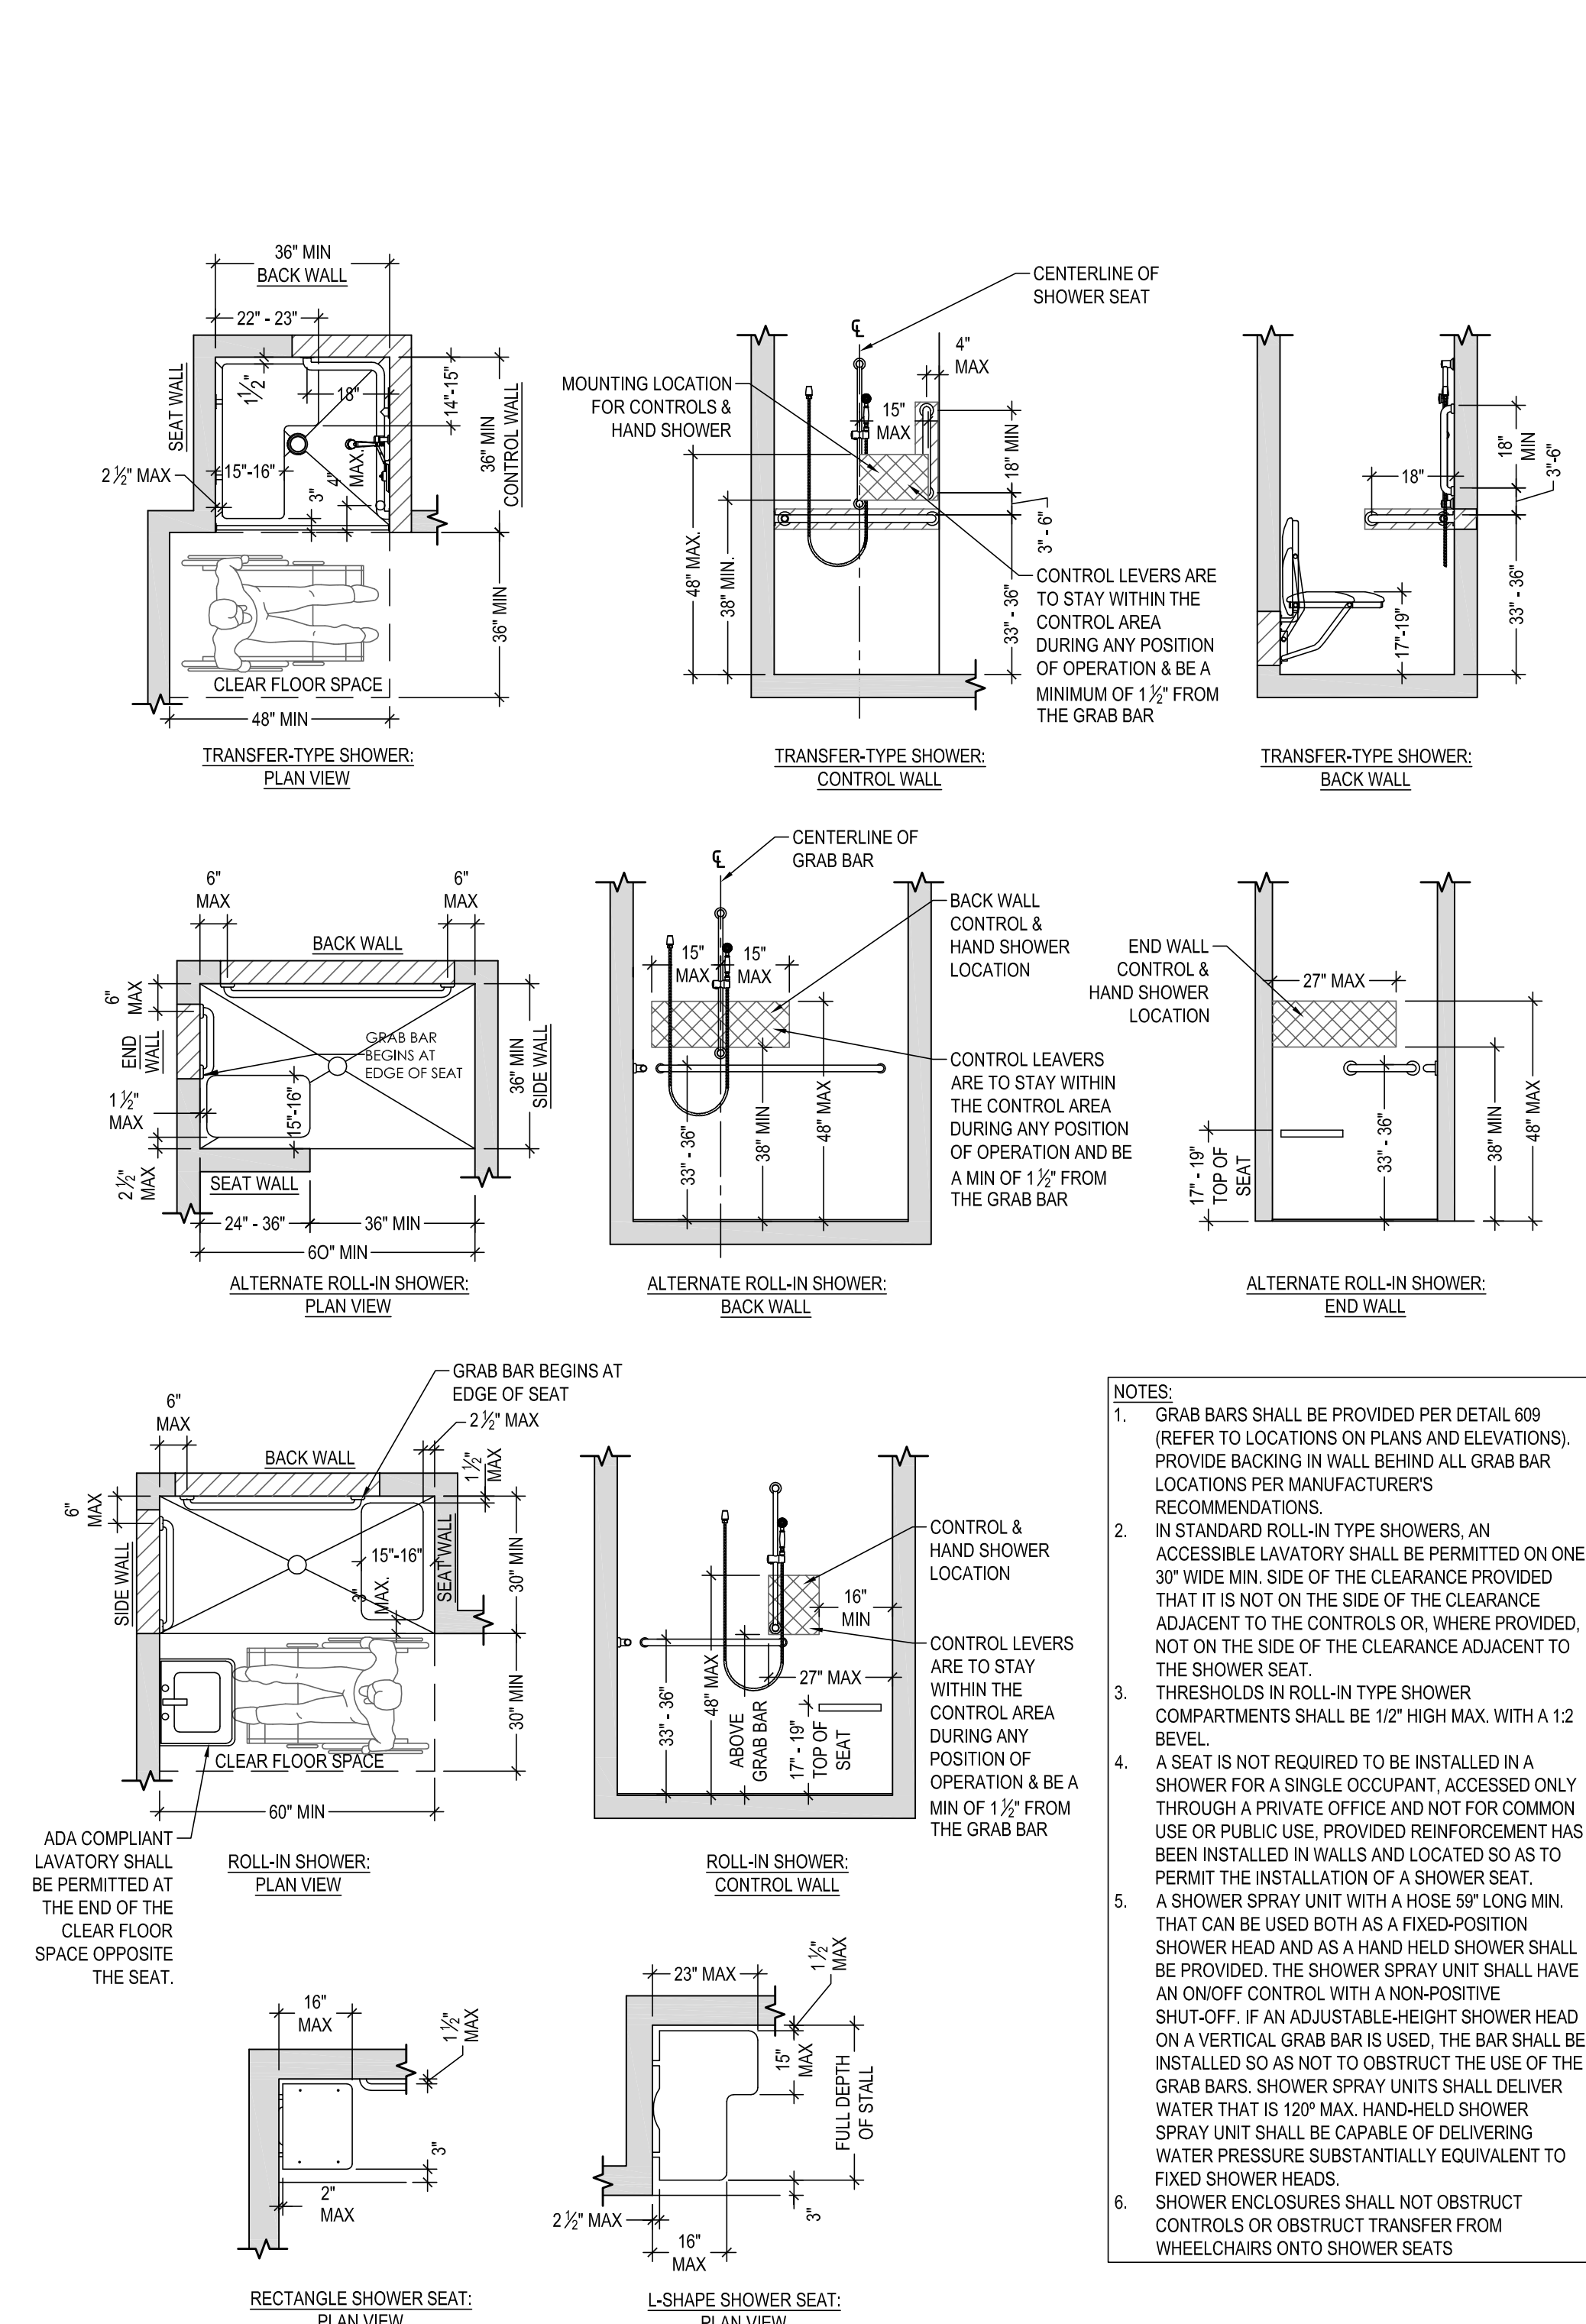 36" MIN
BACK WALL
22" - 23"
SEAT WALL
1½"
18"
14"-15"
36" MIN
CONTROL WALL
2 ½" MAX
15"-16"
3"
4"
MAX.
36" MIN
CLEAR FLOOR SPACE
48" MIN
TRANSFER-TYPE SHOWER:
PLAN VIEW
CENTERLINE OF
SHOWER SEAT
℄
4"
MAX
MOUNTING LOCATION
FOR CONTROLS &
HAND SHOWER
15"
MAX
18" MIN
48" MAX.
38" MIN.
3" - 6"
33" - 36"
CONTROL LEVERS ARE
TO STAY WITHIN THE
CONTROL AREA
DURING ANY POSITION
OF OPERATION & BE A
MINIMUM OF 1 ½" FROM
THE GRAB BAR
TRANSFER-TYPE SHOWER:
CONTROL WALL
18"
18"
MIN
3"-6"
17"-19"
33" - 36"
TRANSFER-TYPE SHOWER:
BACK WALL
6"
MAX
6"
MAX
BACK WALL
6"
MAX
END
WALL
GRAB BAR
BEGINS AT
EDGE OF SEAT
36" MIN
SIDE WALL
1 ½"
MAX
15"-16"
2 ½"
MAX
SEAT WALL
24" - 36"
36" MIN
60" MIN
ALTERNATE ROLL-IN SHOWER:
PLAN VIEW
CENTERLINE OF
GRAB BAR
℄
BACK WALL
CONTROL &
HAND SHOWER
LOCATION
15"
MAX
15"
MAX
CONTROL LEAVERS
ARE TO STAY WITHIN
THE CONTROL AREA
DURING ANY POSITION
OF OPERATION AND BE
A MIN OF 1 ½" FROM
THE GRAB BAR
33" - 36"
38" MIN
48" MAX
ALTERNATE ROLL-IN SHOWER:
BACK WALL
END WALL
CONTROL &
HAND SHOWER
LOCATION
27" MAX
17" - 19"
TOP OF
SEAT
33" - 36"
38" MIN
48" MAX
ALTERNATE ROLL-IN SHOWER:
END WALL
GRAB BAR BEGINS AT
EDGE OF SEAT
6"
MAX
2 ½" MAX
BACK WALL
1½"
MAX
6"
MAX
SIDE WALL
15"-16"
3"
MAX.
SEAT WALL
30" MIN
30" MIN
CLEAR FLOOR SPACE
60" MIN
ADA COMPLIANT
LAVATORY SHALL
BE PERMITTED AT
THE END OF THE
CLEAR FLOOR
SPACE OPPOSITE
THE SEAT.
ROLL-IN SHOWER:
PLAN VIEW
CONTROL &
HAND SHOWER
LOCATION
16"
MIN
27" MAX
33" - 36"
48" MAX
ABOVE
GRAB BAR
17" - 19"
TOP OF
SEAT
CONTROL LEVERS
ARE TO STAY
WITHIN THE
CONTROL AREA
DURING ANY
POSITION OF
OPERATION & BE A
MIN OF 1 ½" FROM
THE GRAB BAR
ROLL-IN SHOWER:
CONTROL WALL
NOTES:
1. GRAB BARS SHALL BE PROVIDED PER DETAIL 609
(REFER TO LOCATIONS ON PLANS AND ELEVATIONS).
PROVIDE BACKING IN WALL BEHIND ALL GRAB BAR
LOCATIONS PER MANUFACTURER'S
RECOMMENDATIONS.
2. IN STANDARD ROLL-IN TYPE SHOWERS, AN
ACCESSIBLE LAVATORY SHALL BE PERMITTED ON ONE
30" WIDE MIN. SIDE OF THE CLEARANCE PROVIDED
THAT IT IS NOT ON THE SIDE OF THE CLEARANCE
ADJACENT TO THE CONTROLS OR, WHERE PROVIDED,
NOT ON THE SIDE OF THE CLEARANCE ADJACENT TO
THE SHOWER SEAT.
3. THRESHOLDS IN ROLL-IN TYPE SHOWER
COMPARTMENTS SHALL BE 1/2" HIGH MAX. WITH A 1:2
BEVEL.
4. A SEAT IS NOT REQUIRED TO BE INSTALLED IN A
SHOWER FOR A SINGLE OCCUPANT, ACCESSED ONLY
THROUGH A PRIVATE OFFICE AND NOT FOR COMMON
USE OR PUBLIC USE, PROVIDED REINFORCEMENT HAS
BEEN INSTALLED IN WALLS AND LOCATED SO AS TO
PERMIT THE INSTALLATION OF A SHOWER SEAT.
5. A SHOWER SPRAY UNIT WITH A HOSE 59" LONG MIN.
THAT CAN BE USED BOTH AS A FIXED-POSITION
SHOWER HEAD AND AS A HAND HELD SHOWER SHALL
BE PROVIDED. THE SHOWER SPRAY UNIT SHALL HAVE
AN ON/OFF CONTROL WITH A NON-POSITIVE
SHUT-OFF. IF AN ADJUSTABLE-HEIGHT SHOWER HEAD
ON A VERTICAL GRAB BAR IS USED, THE BAR SHALL BE
INSTALLED SO AS NOT TO OBSTRUCT THE USE OF THE
GRAB BARS. SHOWER SPRAY UNITS SHALL DELIVER
WATER THAT IS 120º MAX. HAND-HELD SHOWER
SPRAY UNIT SHALL BE CAPABLE OF DELIVERING
WATER PRESSURE SUBSTANTIALLY EQUIVALENT TO
FIXED SHOWER HEADS.
6. SHOWER ENCLOSURES SHALL NOT OBSTRUCT
CONTROLS OR OBSTRUCT TRANSFER FROM
WHEELCHAIRS ONTO SHOWER SEATS
16"
MAX
1 ½"
MAX
3"
2"
MAX
RECTANGLE SHOWER SEAT:
PLAN VIEW
23" MAX
1½"
MAX
15"
MAX
FULL DEPTH
OF STALL
2 ½" MAX
3"
16"
MAX
L-SHAPE SHOWER SEAT:
PLAN VIEW